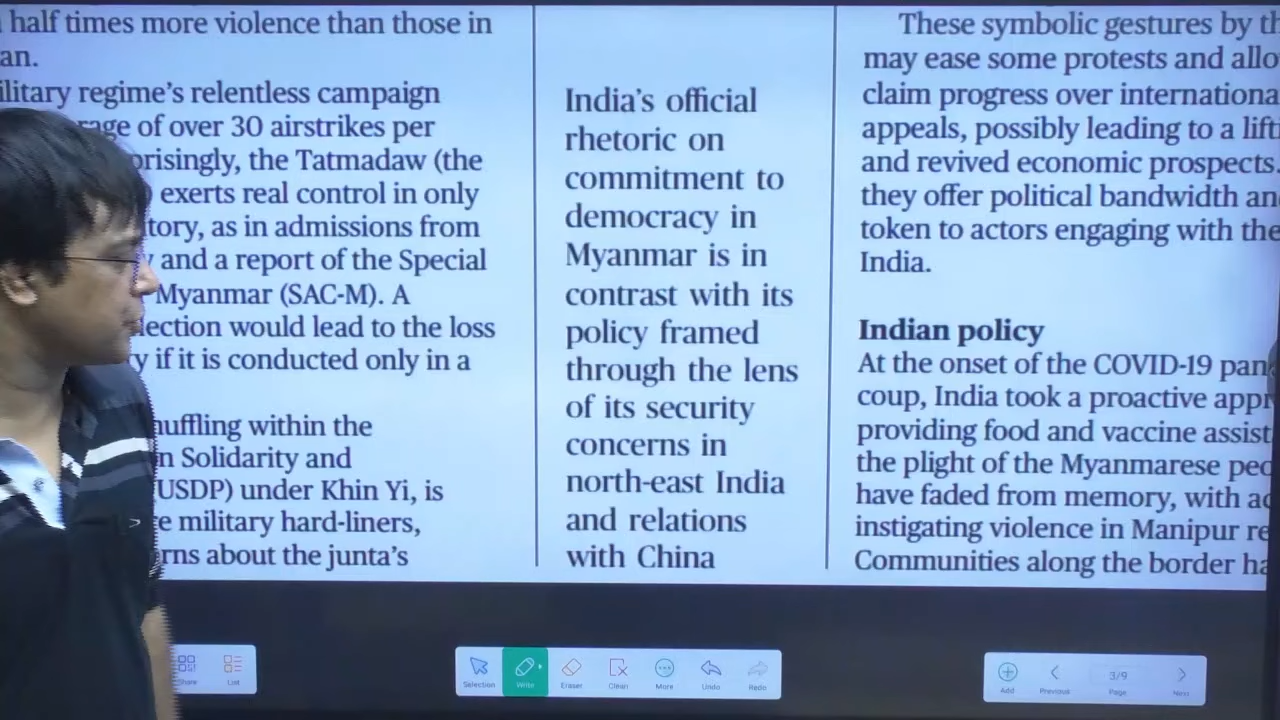 half times more violence than those in
an.
ilitary regime's relentless campaign
rage of over 30 airstrikes per
prisingly, the Tatmadaw (the
exerts real control in only
tory, as in admissions from
y and a report of the Special
Myanmar (SAC-M). A
lection would lead to the loss
y if it is conducted only in a
huffling within the
n Solidarity and
USDP) under Khin Yi, is
e military hard-liners,
rns about the junta's
India's official
rhetoric on
commitment to
democracy in
Myanmar is in
contrast with its
policy framed
through the lens
of its security
concerns in
north-east India
and relations
with China
These symbolic gestures by th
may ease some protests and allo
claim progress over internationa
appeals, possibly leading to a lift
and revived economic prospects.
they offer political bandwidth an
token to actors engaging with the
India.
Indian policy
At the onset of the COVID-19 pan
coup, India took a proactive appr
providing food and vaccine assist
the plight of the Myanmarese peo
have faded from memory, with ac
instigating violence in Manipur re
Communities along the border ha
Share List
Selection Write Eraser Clean More Undo Redo
Add Previous 3/9 Page Next